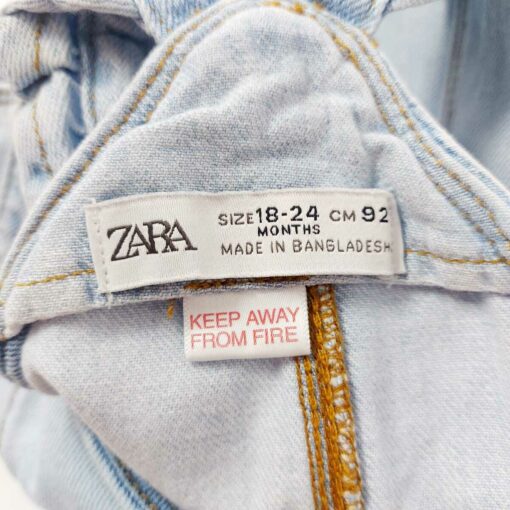 ZARA
SIZE 18-24 CM 92
MONTHS
MADE IN BANGLADESH
KEEP AWAY
FROM FIRE